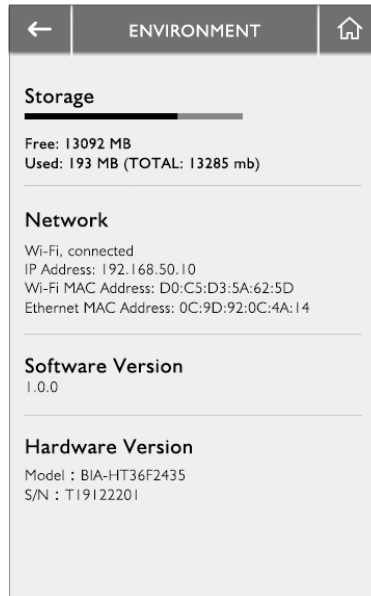 ENVIRONMENT
Storage
Free: 13092 MB
Used: 193 MB (TOTAL: 13285 mb)
Network
Wi-Fi, connected
IP Address: 192.168.50.10
Wi-Fi MAC Address: D0:C5:D3:5A:62:5D
Ethernet MAC Address: 0C:9D:92:0C:4A:14
Software Version
1.0.0
Hardware Version
Model : BIA-HT36F2435
S/N : T19122201